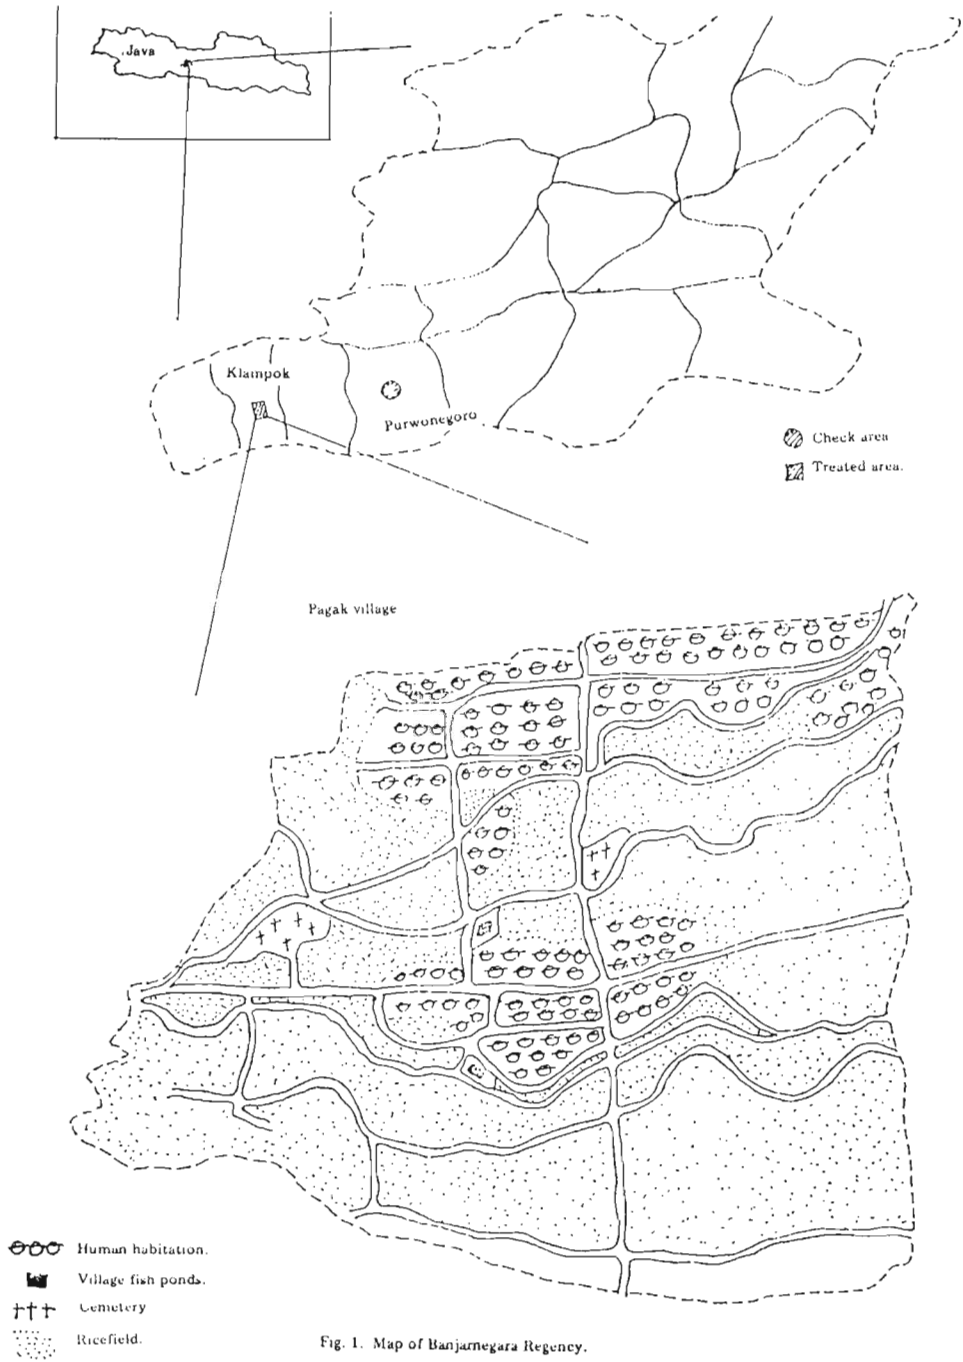 Java
Klampok
Purwonegoro
Check area
Treated area.
Pagak village
Human habitation.
Village fish ponds.
Cemetery
Ricefield.
Fig. 1. Map of Banjarnegara Regency.